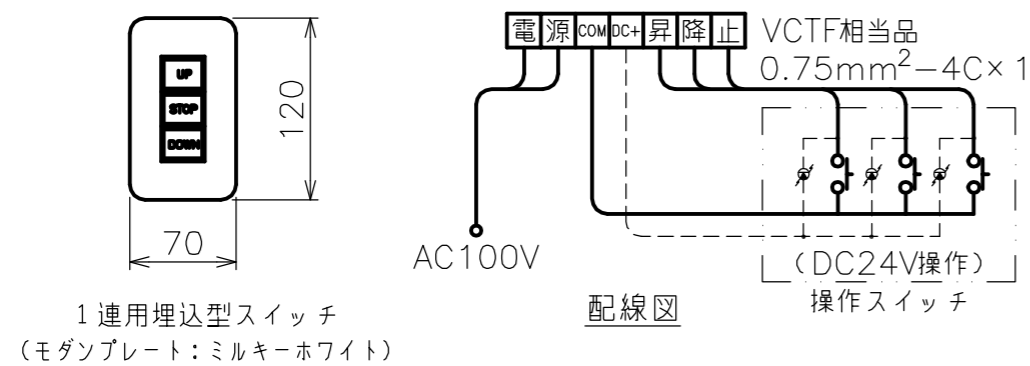 UP
STOP
DOWN
120
70
1連用埋込型スイッチ
(モダンプレート:ミルキーホワイト)
電 源 COM DC+ 昇 降 止
VCTF相当品
0.75mm²-4C×1
AC100V
(DC24V操作)
操作スイッチ
配線図